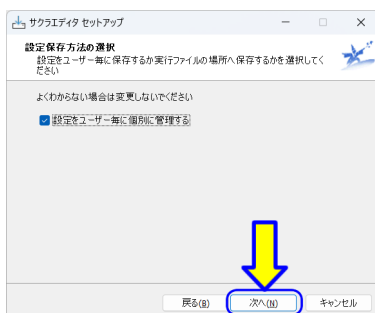 サクラエディタ セットアップ
設定保存方法の選択
設定をユーザー毎に保存するか実行ファイルの場所へ保存するかを選択してく
ださい
よくわからない場合は変更しないでください
設定をユーザー毎に個別に管理する
戻る(B) 次へ(N) キャンセル